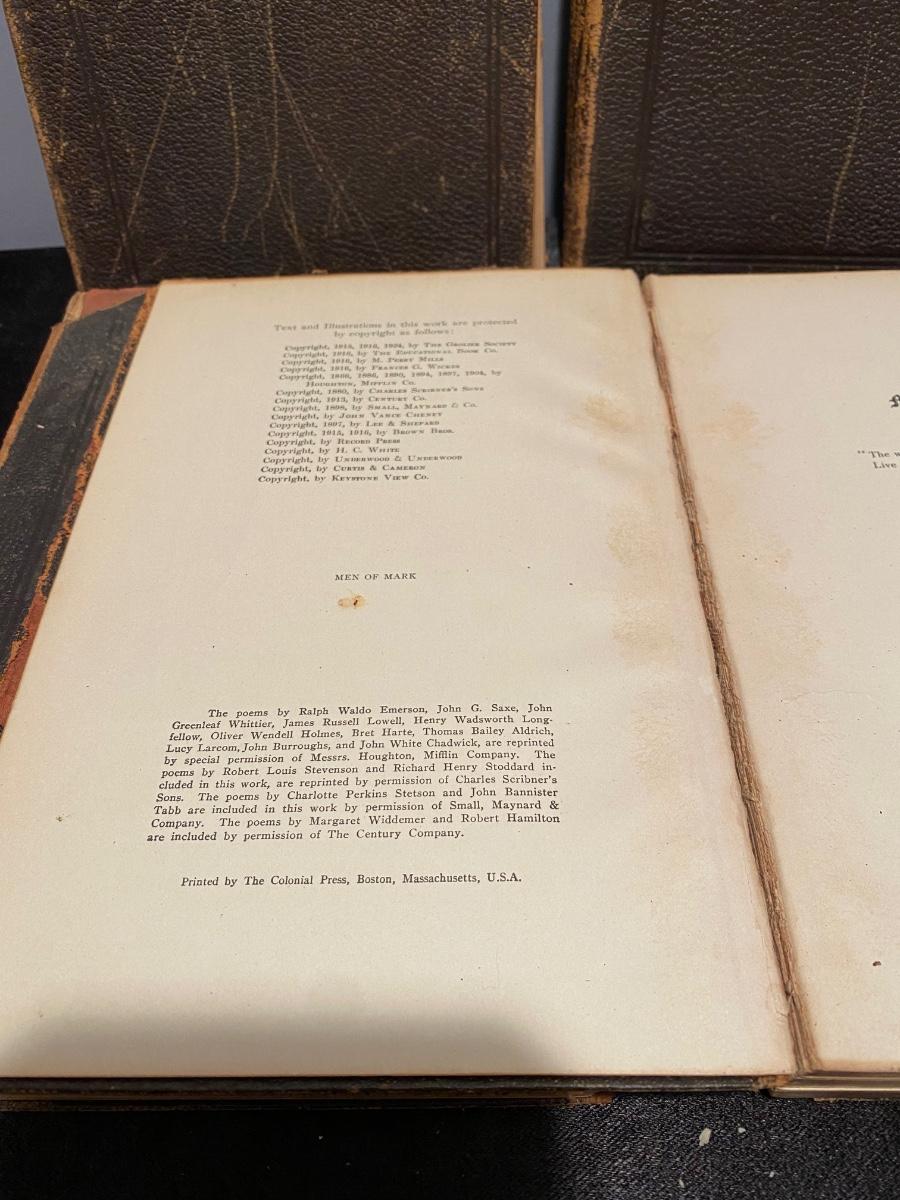 Text and Illustrations in this work are protected
by copyright as follows:
Copyright, 1915, 1916, 1924, by The Grolier Society
Copyright, 1916, by The Educational Book Co.
Copyright, 1916, by M. Perry Mills
Copyright, 1916, by Frances G. Wickes
Copyright, 1886, 1890, 1894, 1897, 1904, by
Houghton, Mifflin Co.
Copyright, 1880, by Charles Scribner's Sons
Copyright, 1913, by Century Co.
Copyright, 1898, by Small, Maynard & Co.
Copyright, by John Vance Cheney
Copyright, 1897, by Lee & Shepard
Copyright, 1915, 1916, by Brown Bros.
Copyright, by Record Press
Copyright, by H. C. White
Copyright, by Underwood & Underwood
Copyright, by Curtis & Cameron
Copyright, by Keystone View Co.
MEN OF MARK
The poems by Ralph Waldo Emerson, John G. Saxe, John
Greenleaf Whittier, James Russell Lowell, Henry Wadsworth Long-
fellow, Oliver Wendell Holmes, Bret Harte, Thomas Bailey Aldrich,
Lucy Larcom, John Burroughs, and John White Chadwick, are reprinted
by special permission of Messrs. Houghton, Mifflin Company. The
poems by Robert Louis Stevenson and Richard Henry Stoddard in-
cluded in this work, are reprinted by permission of Charles Scribner's
Sons. The poems by Charlotte Perkins Stetson and John Bannister
Tabb are included in this work by permission of Small, Maynard &
Company. The poems by Margaret Widdemer and Robert Hamilton
are included by permission of The Century Company.
Printed by The Colonial Press, Boston, Massachusetts, U.S.A.
"The w
Live